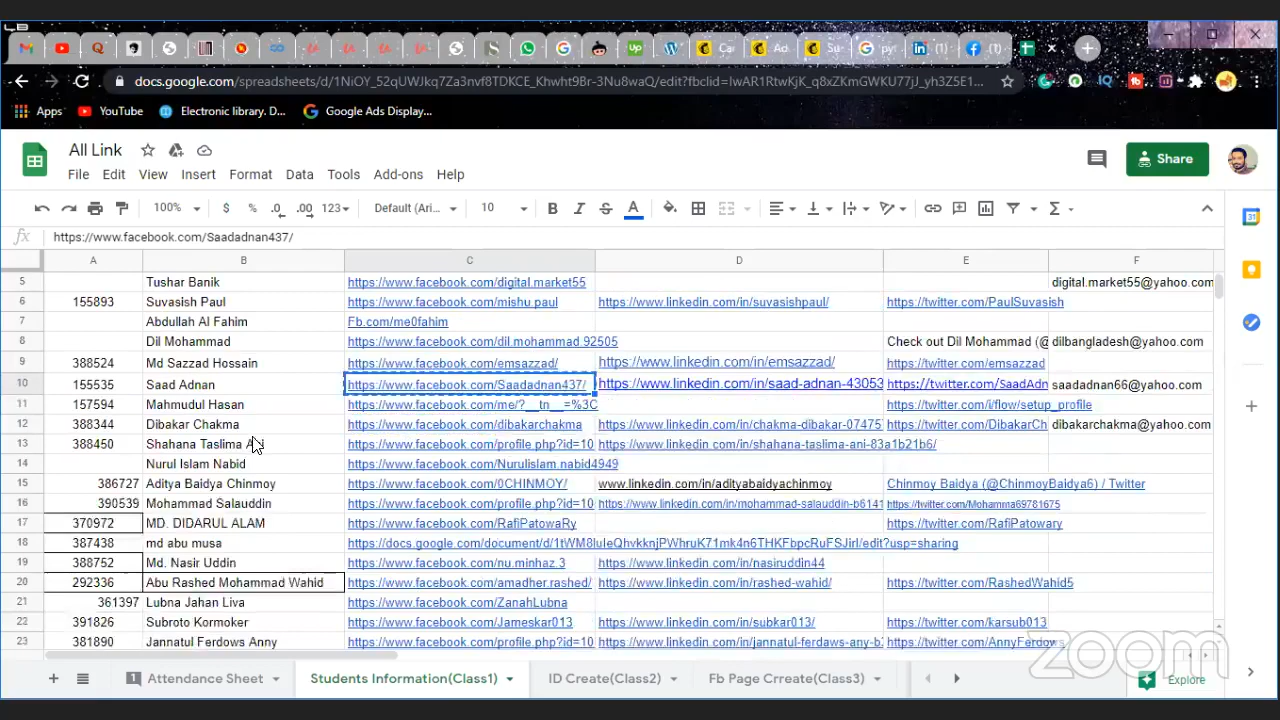 docs.google.com/spreadsheets/d/1NiOY_52qUWJkq7Za3nvf8TDKCE_Khwht9Br-3Nu8waQ/edit?fbclid=IwAR1RtwKjK_q8xZKmGWKU77J_yh3Z5E1...
Apps YouTube Electronic library. D... Google Ads Display...
All Link
Share
File Edit View Insert Format Data Tools Add-ons Help
100% $ % .0 .00 123 Default (Ari... 10
fx https://www.facebook.com/Saadadnan437/
A B C D E F
5 Tushar Banik https://www.facebook.com/digital.market55 digital.market55@yahoo.com
6 155893 Suvasish Paul https://www.facebook.com/mishu.paul https://www.linkedin.com/in/suvasishpaul/ https://twitter.com/PaulSuvasish
7 Abdullah Al Fahim Fb.com/me0fahim
8 Dil Mohammad https://www.facebook.com/dil.mohammad.92505 Check out Dil Mohammad (@ dilbangladesh@yahoo.com
9 388524 Md Sazzad Hossain https://www.facebook.com/emsazzad/ https://www.linkedin.com/in/emsazzad/ https://twitter.com/emsazzad
10 155535 Saad Adnan https://www.facebook.com/Saadadnan437/ https://www.linkedin.com/in/saad-adnan-43053 https://twitter.com/SaadAdn saadadnan66@yahoo.com
11 157594 Mahmudul Hasan https://www.facebook.com/me/?__tn__=%3C https://twitter.com/i/flow/setup_profile
12 388344 Dibakar Chakma https://www.facebook.com/dibakarchakma https://www.linkedin.com/in/chakma-dibakar-07475 https://twitter.com/DibakarCh dibakarchakma@yahoo.com
13 388450 Shahana Taslima Ani https://www.facebook.com/profile.php?id=10 https://www.linkedin.com/in/shahana-taslima-ani-83a1b21b6/
14 Nurul Islam Nabid https://www.facebook.com/Nurulislam.nabid4949
15 386727 Aditya Baidya Chinmoy https://www.facebook.com/0CHINMOY/ www.linkedin.com/in/adityabaidyachinmoy Chinmoy Baidya (@ChinmoyBaidya6) / Twitter
16 390539 Mohammad Salauddin https://www.facebook.com/profile.php?id=10 https://www.linkedin.com/in/mohammad-salauddin-b6141 https://twitter.com/Mohamma69781675
17 370972 MD. DIDARUL ALAM https://www.facebook.com/RafiPatowaRy https://twitter.com/RafiPatowary
18 387438 md abu musa https://docs.google.com/document/d/1tWM8IuIeQhvkknjPWhruK71mk4n6THKFbpcRuFSJirI/edit?usp=sharing
19 388752 Md. Nasir Uddin https://www.facebook.com/nu.minhaz.3 https://www.linkedin.com/in/nasiruddin44
20 292336 Abu Rashed Mohammad Wahid https://www.facebook.com/amadher.rashed/ https://www.linkedin.com/in/rashed-wahid/ https://twitter.com/RashedWahid5
21 361397 Lubna Jahan Liva https://www.facebook.com/ZanahLubna
22 391826 Subroto Kormoker https://www.facebook.com/Jameskar013 https://www.linkedin.com/in/subkar013/ https://twitter.com/karsub013
23 381890 Jannatul Ferdows Anny https://www.facebook.com/profile.php?id=10 https://www.linkedin.com/in/jannatul-ferdaws-any-b https://twitter.com/AnnyFerdows
zoom
1 Attendance Sheet Students Information(Class1) ID Create(Class2) Fb Page Crreate(Class3) Explore